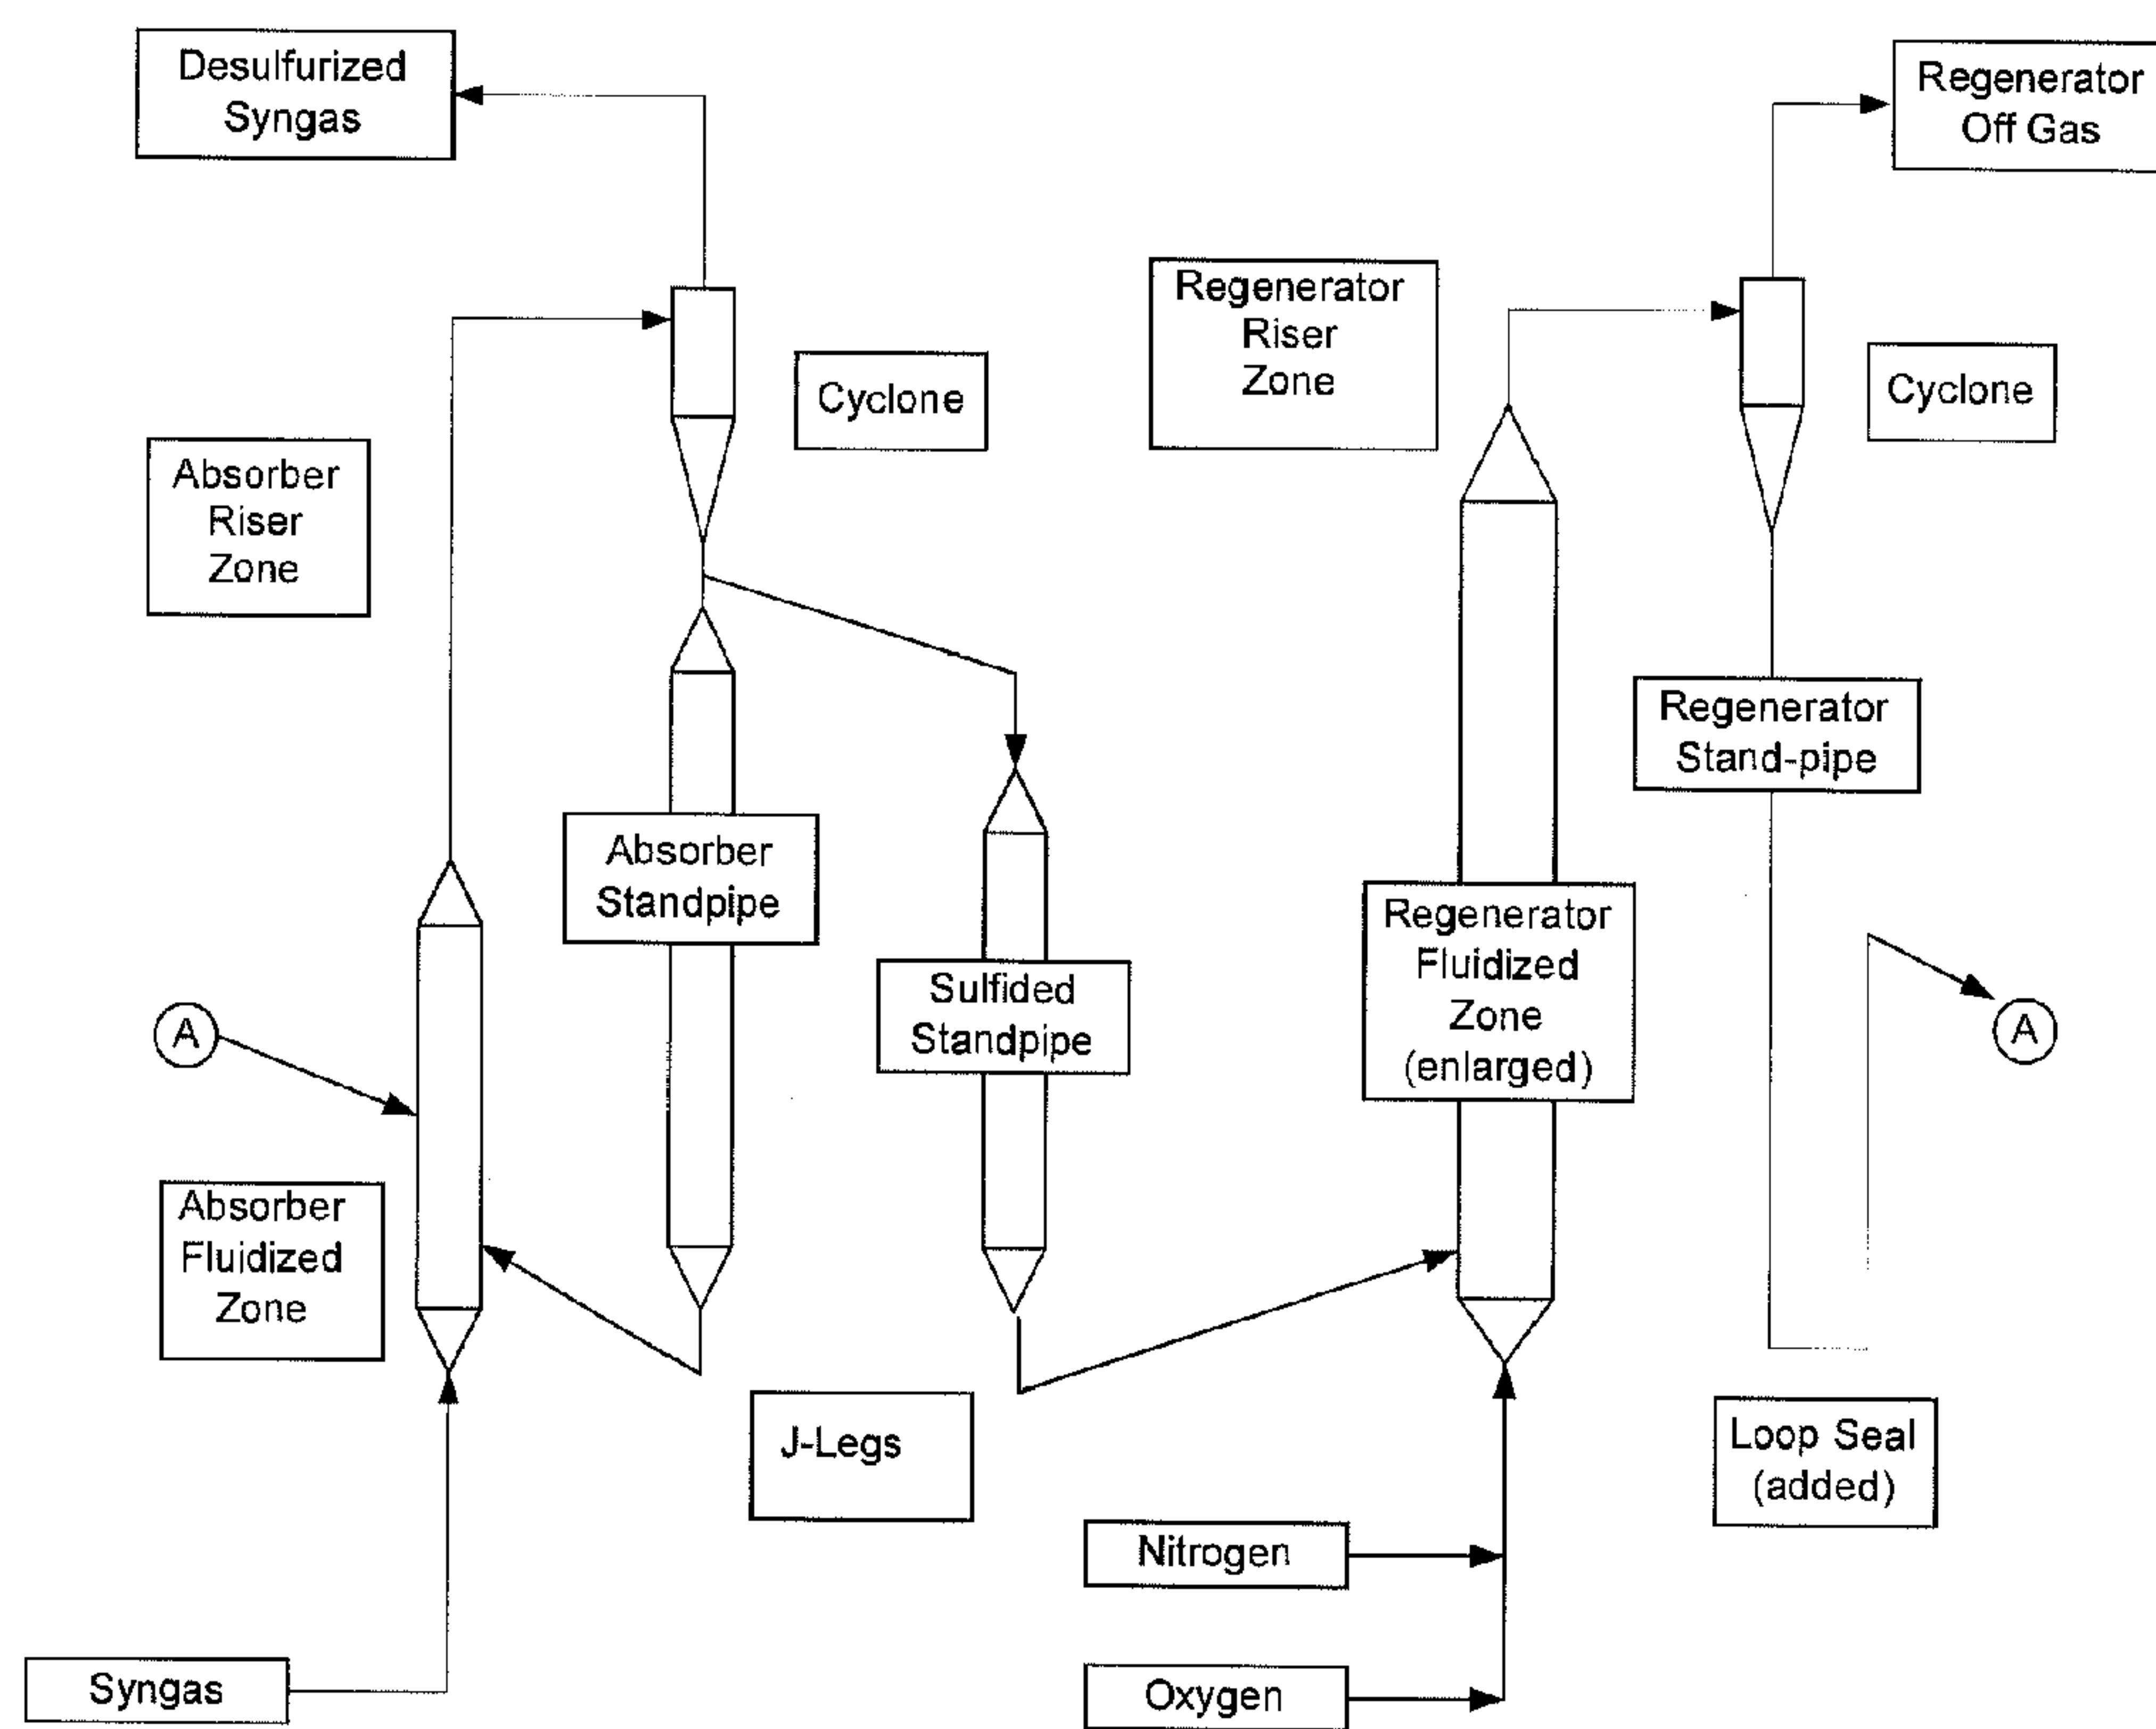 Desulfurized
Syngas
Regenerator
Off Gas
Regenerator
Riser
Zone
Cyclone
Cyclone
Absorber
Riser
Zone
Regenerator
Stand-pipe
Absorber
Standpipe
Regenerator
Fluidized
Zone
(enlarged)
Sulfided
Standpipe
A
A
Absorber
Fluidized
Zone
J-Legs
Loop Seal
(added)
Nitrogen
Syngas
Oxygen